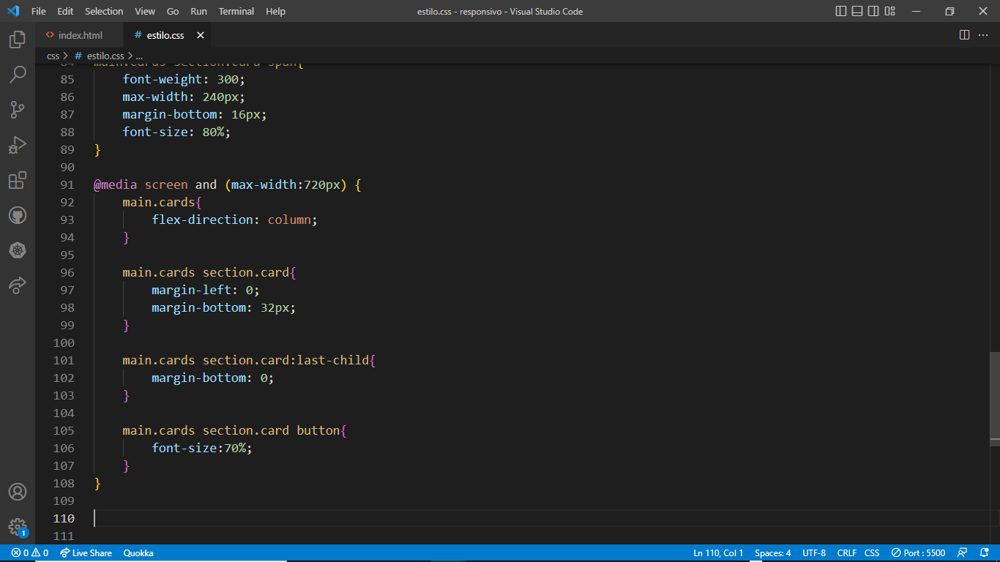 File Edit Selection View Go Run Terminal Help estilo.css - responsivo - Visual Studio Code
<> index.html # estilo.css
css > # estilo.css > ...
84 main.cards section.card span{
85 font-weight: 300;
86 max-width: 240px;
87 margin-bottom: 16px;
88 font-size: 80%;
89 }
90
91 @media screen and (max-width:720px) {
92 main.cards{
93 flex-direction: column;
94 }
95
96 main.cards section.card{
97 margin-left: 0;
98 margin-bottom: 32px;
99 }
100
101 main.cards section.card:last-child{
102 margin-bottom: 0;
103 }
104
105 main.cards section.card button{
106 font-size:70%;
107 }
108 }
109
110
111
1
0 0 Live Share Quokka Ln 110, Col 1 Spaces: 4 UTF-8 CRLF CSS Port : 5500